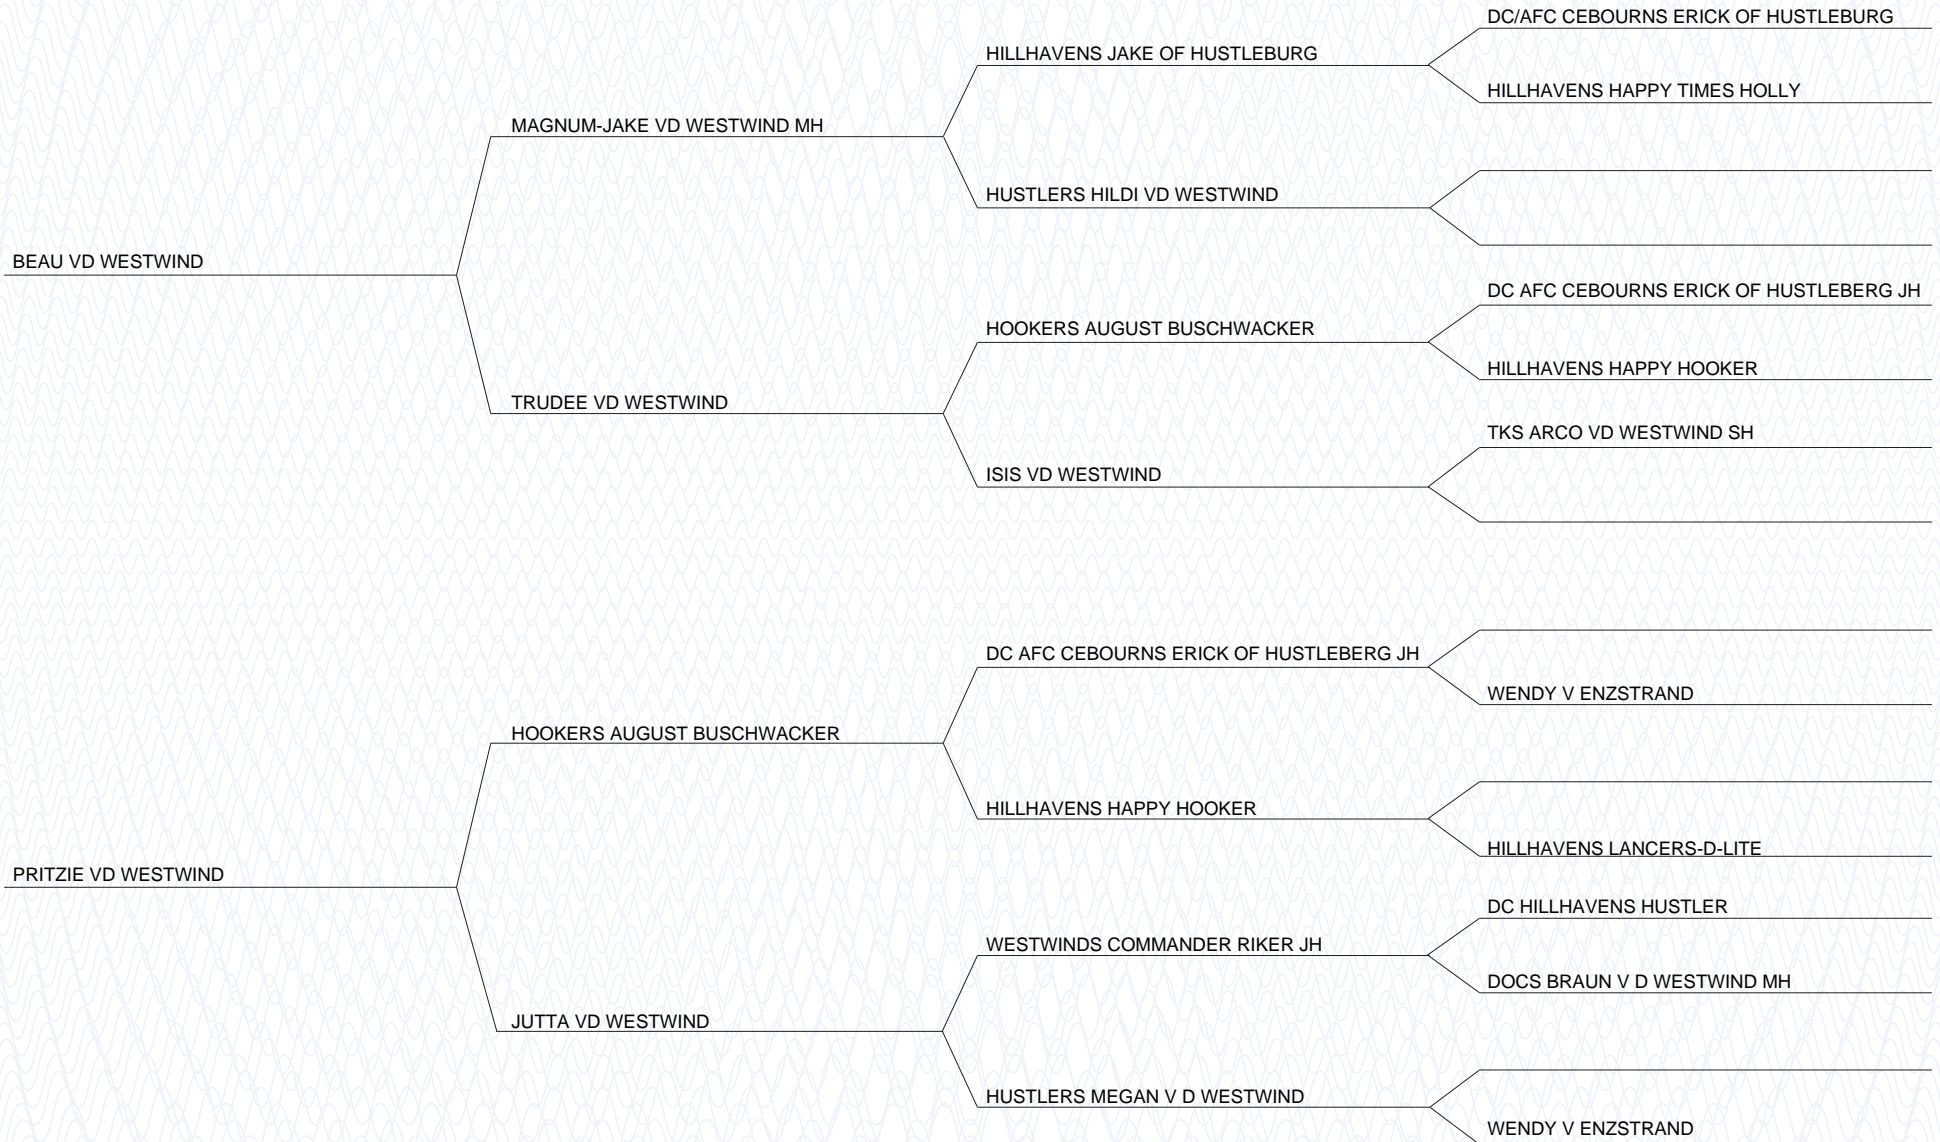 DC/AFC CEBOURNS ERICK OF HUSTLEBURG
HILLHAVENS JAKE OF HUSTLEBURG
HILLHAVENS HAPPY TIMES HOLLY
MAGNUM-JAKE VD WESTWIND MH
HUSTLERS HILDI VD WESTWIND
BEAU VD WESTWIND
DC AFC CEBOURNS ERICK OF HUSTLEBERG JH
HOOKERS AUGUST BUSCHWACKER
HILLHAVENS HAPPY HOOKER
TRUDEE VD WESTWIND
TKS ARCO VD WESTWIND SH
ISIS VD WESTWIND
DC AFC CEBOURNS ERICK OF HUSTLEBERG JH
WENDY V ENZSTRAND
HOOKERS AUGUST BUSCHWACKER
HILLHAVENS HAPPY HOOKER
HILLHAVENS LANCERS-D-LITE
PRITZIE VD WESTWIND
DC HILLHAVENS HUSTLER
WESTWINDS COMMANDER RIKER JH
DOCS BRAUN V D WESTWIND MH
JUTTA VD WESTWIND
HUSTLERS MEGAN V D WESTWIND
WENDY V ENZSTRAND